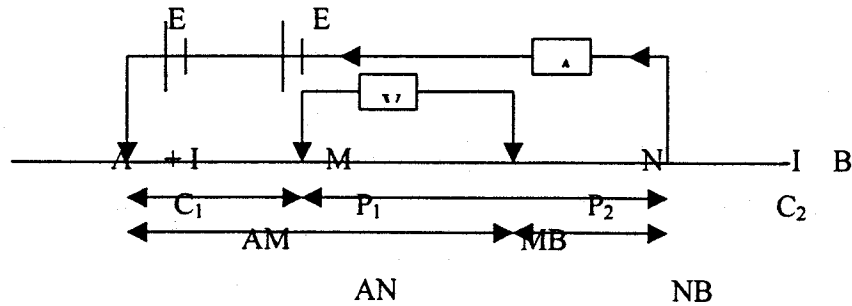 E E
A
A + I M N I B
C₁ P₁ P₂ C₂
AM MB
AN NB